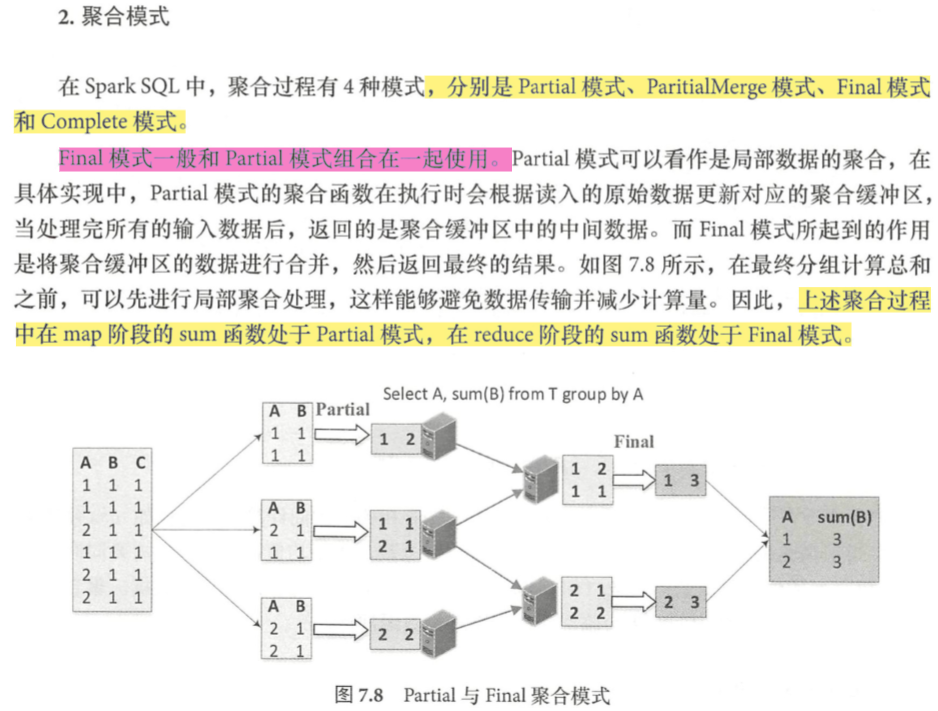 2. 聚合模式
在 Spark SQL 中，聚合过程有 4 种模式，分别是 Partial 模式、ParitialMerge 模式、Final 模式
和 Complete 模式。
Final 模式一般和 Partial 模式组合在一起使用。Partial 模式可以看作是局部数据的聚合，在
具体实现中，Partial 模式的聚合函数在执行时会根据读入的原始数据更新对应的聚合缓冲区，
当处理完所有的输入数据后，返回的是聚合缓冲区中的中间数据。而 Final 模式所起到的作用
是将聚合缓冲区的数据进行合并，然后返回最终的结果。如图 7.8 所示，在最终分组计算总和
之前，可以先进行局部聚合处理，这样能够避免数据传输并减少计算量。因此，上述聚合过程
中在 map 阶段的 sum 函数处于 Partial 模式，在 reduce 阶段的 sum 函数处于 Final 模式。
Select A, sum(B) from T group by A
A B C
1 1 1
1 1 1
2 1 1
1 1 1
2 1 1
2 1 1
A B
1 1
1 1
Partial
1 2
A B
2 1
1 1
1 1
2 1
A B
2 1
2 1
2 2
Final
1 2
1 1
1 3
2 1
2 2
2 3
A sum(B)
1 3
2 3
图 7.8 Partial 与 Final 聚合模式